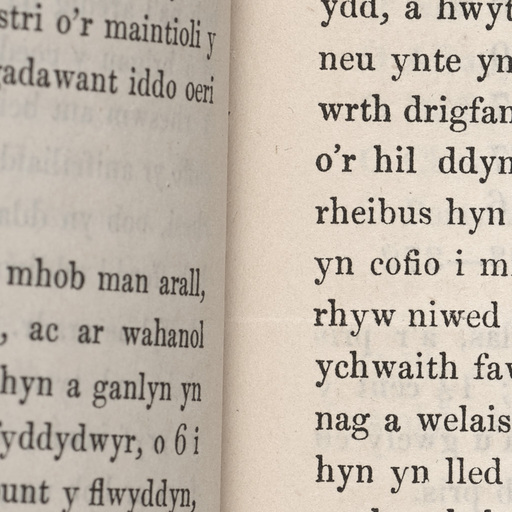 stri o'r maintioli y
gadawant iddo oeri
mhob man arall,
, ac ar wahanol
hyn a ganlyn yn
yddydwyr, o 6 i
unt y flwyddyn,
ydd, a hwyt
neu ynte yn
wrth drigfan
o'r hil ddyn
rheibus hyn
yn cofio i m
rhyw niwed
ychwaith fav
nag a welais
hyn yn lled